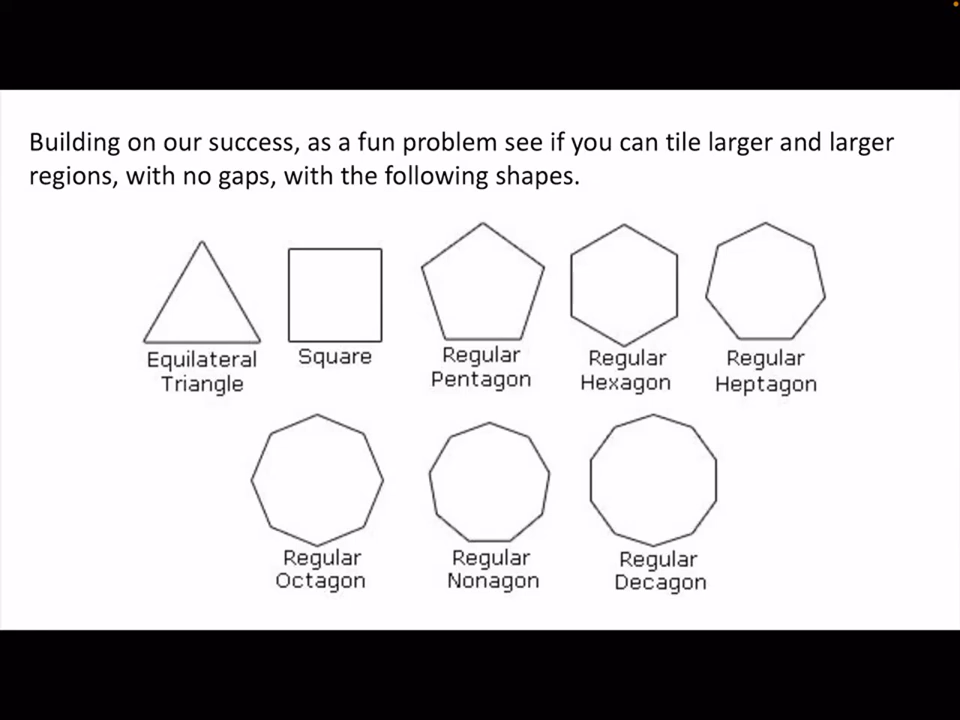 Building on our success, as a fun problem see if you can tile larger and larger
regions, with no gaps, with the following shapes.
Equilateral
Triangle
Square
Regular
Pentagon
Regular
Hexagon
Regular
Heptagon
Regular
Octagon
Regular
Nonagon
Regular
Decagon